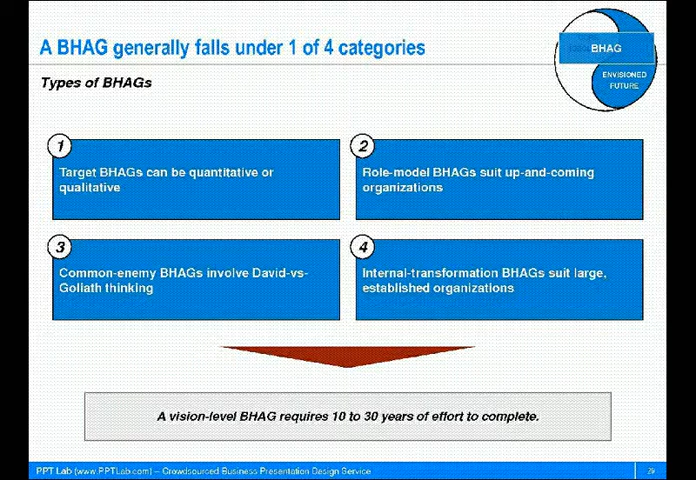 A BHAG generally falls under 1 of 4 categories
BHAG
Types of BHAGs
ENVISIONED
FUTURE
1
Target BHAGs can be quantitative or
qualitative
2
Role-model BHAGs suit up-and-coming
organizations
3
Common-enemy BHAGs involve David-vs-
Goliath thinking
4
Internal-transformation BHAGs suit large,
established organizations
A vision-level BHAG requires 10 to 30 years of effort to complete.
PPT Lab (www.PPTLab.com) – Crowdsourced Business Presentation Design Service
29